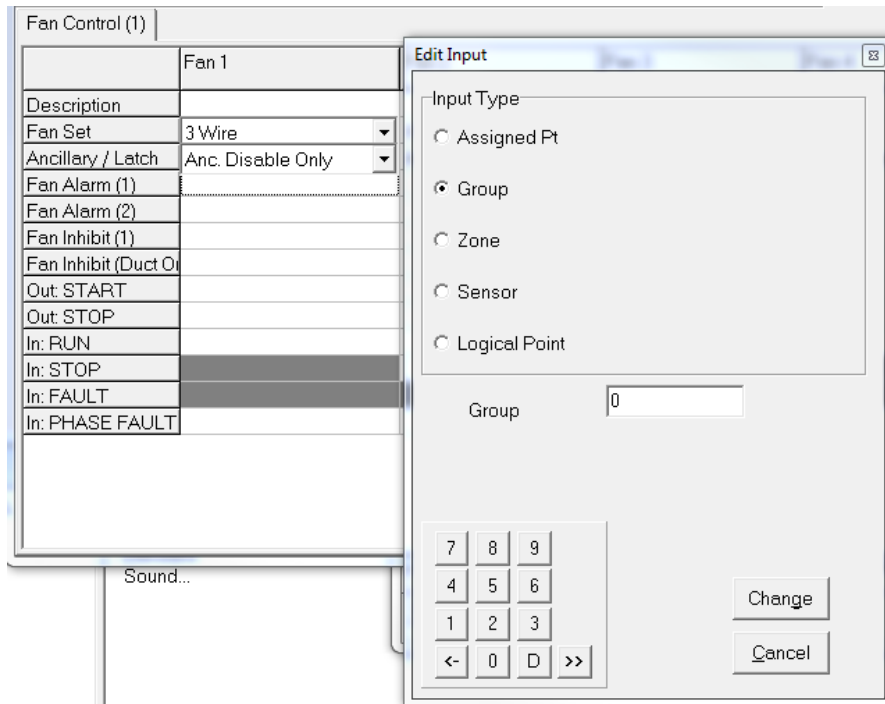 Fan Control (1)
Fan 1
Description
Fan Set 3 Wire
Ancillary / Latch Anc. Disable Only
Fan Alarm (1)
Fan Alarm (2)
Fan Inhibit (1)
Fan Inhibit (Duct
Out: START
Out: STOP
In: RUN
In: STOP
In: FAULT
In: PHASE FAULT
Sound...
Edit Input
Input Type
Assigned Pt
Group
Zone
Sensor
Logical Point
Group 0
7 8 9
4 5 6
1 2 3
<- 0 D >>
Change
Cancel